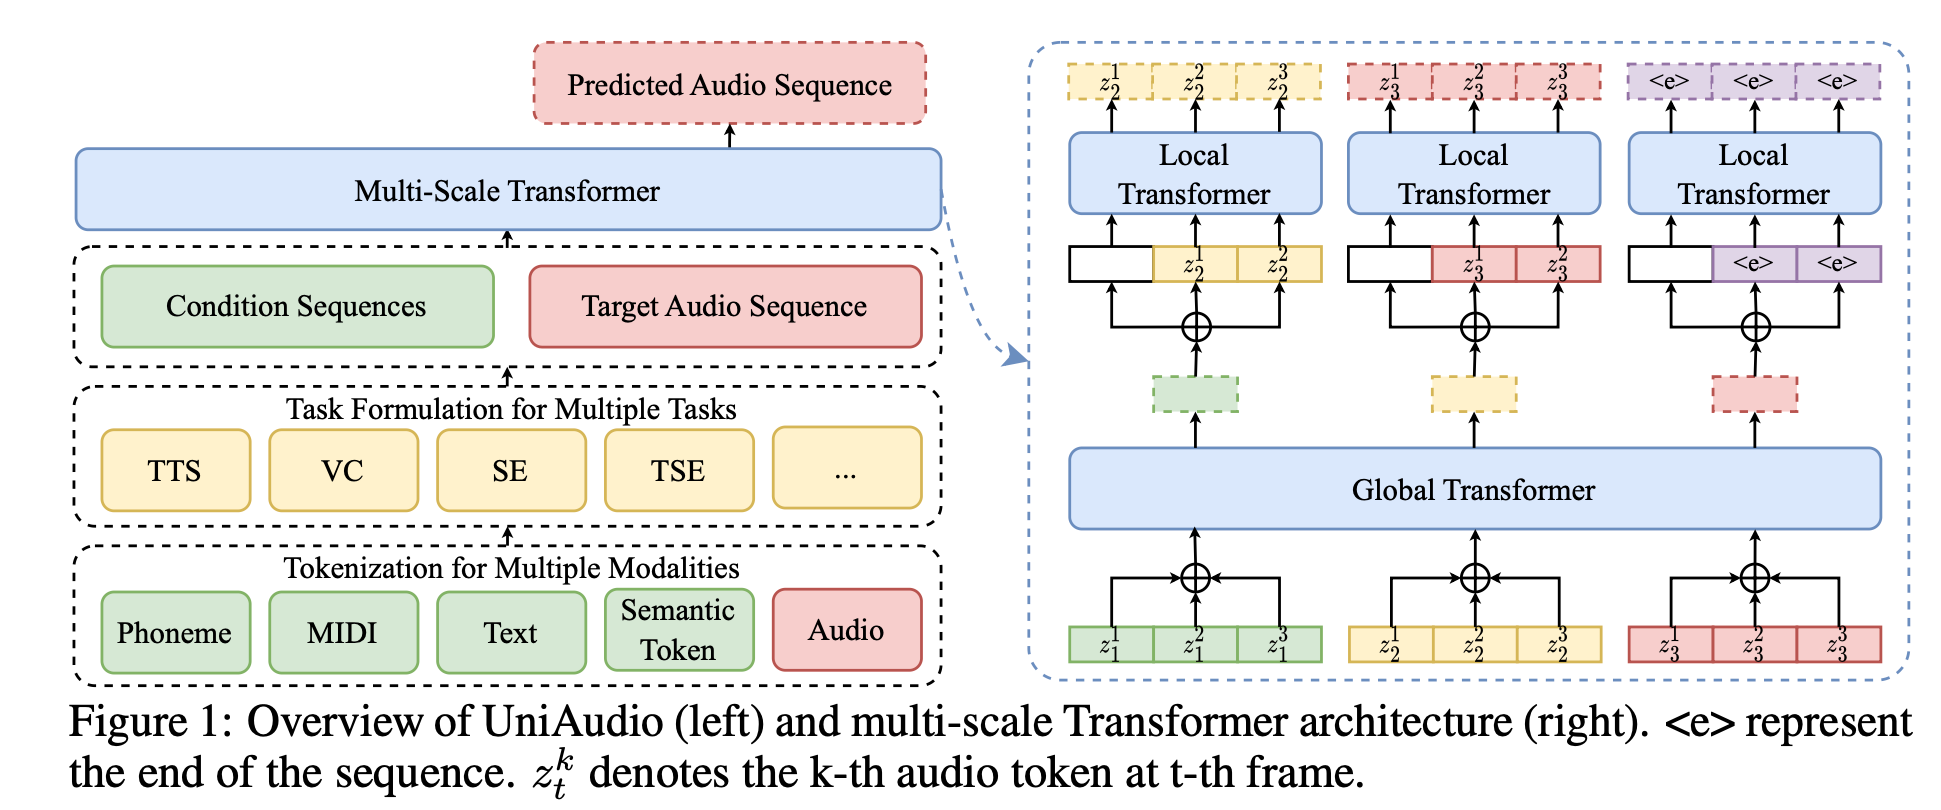 Predicted Audio Sequence
Multi-Scale Transformer
Condition Sequences
Target Audio Sequence
Task Formulation for Multiple Tasks
TTS
VC
SE
TSE
...
Tokenization for Multiple Modalities
Phoneme
MIDI
Text
Semantic
Token
Audio
z_2^1 z_2^2 z_2^3
z_3^1 z_3^2 z_3^3
<e> <e> <e>
Local
Transformer
Local
Transformer
Local
Transformer
z_2^1 z_2^2
z_3^1 z_3^2
<e> <e>
Global Transformer
z_1^1 z_1^2 z_1^3
z_2^1 z_2^2 z_2^3
z_3^1 z_3^2 z_3^3
Figure 1: Overview of UniAudio (left) and multi-scale Transformer architecture (right). <e> represent
the end of the sequence. z_t^k denotes the k-th audio token at t-th frame.